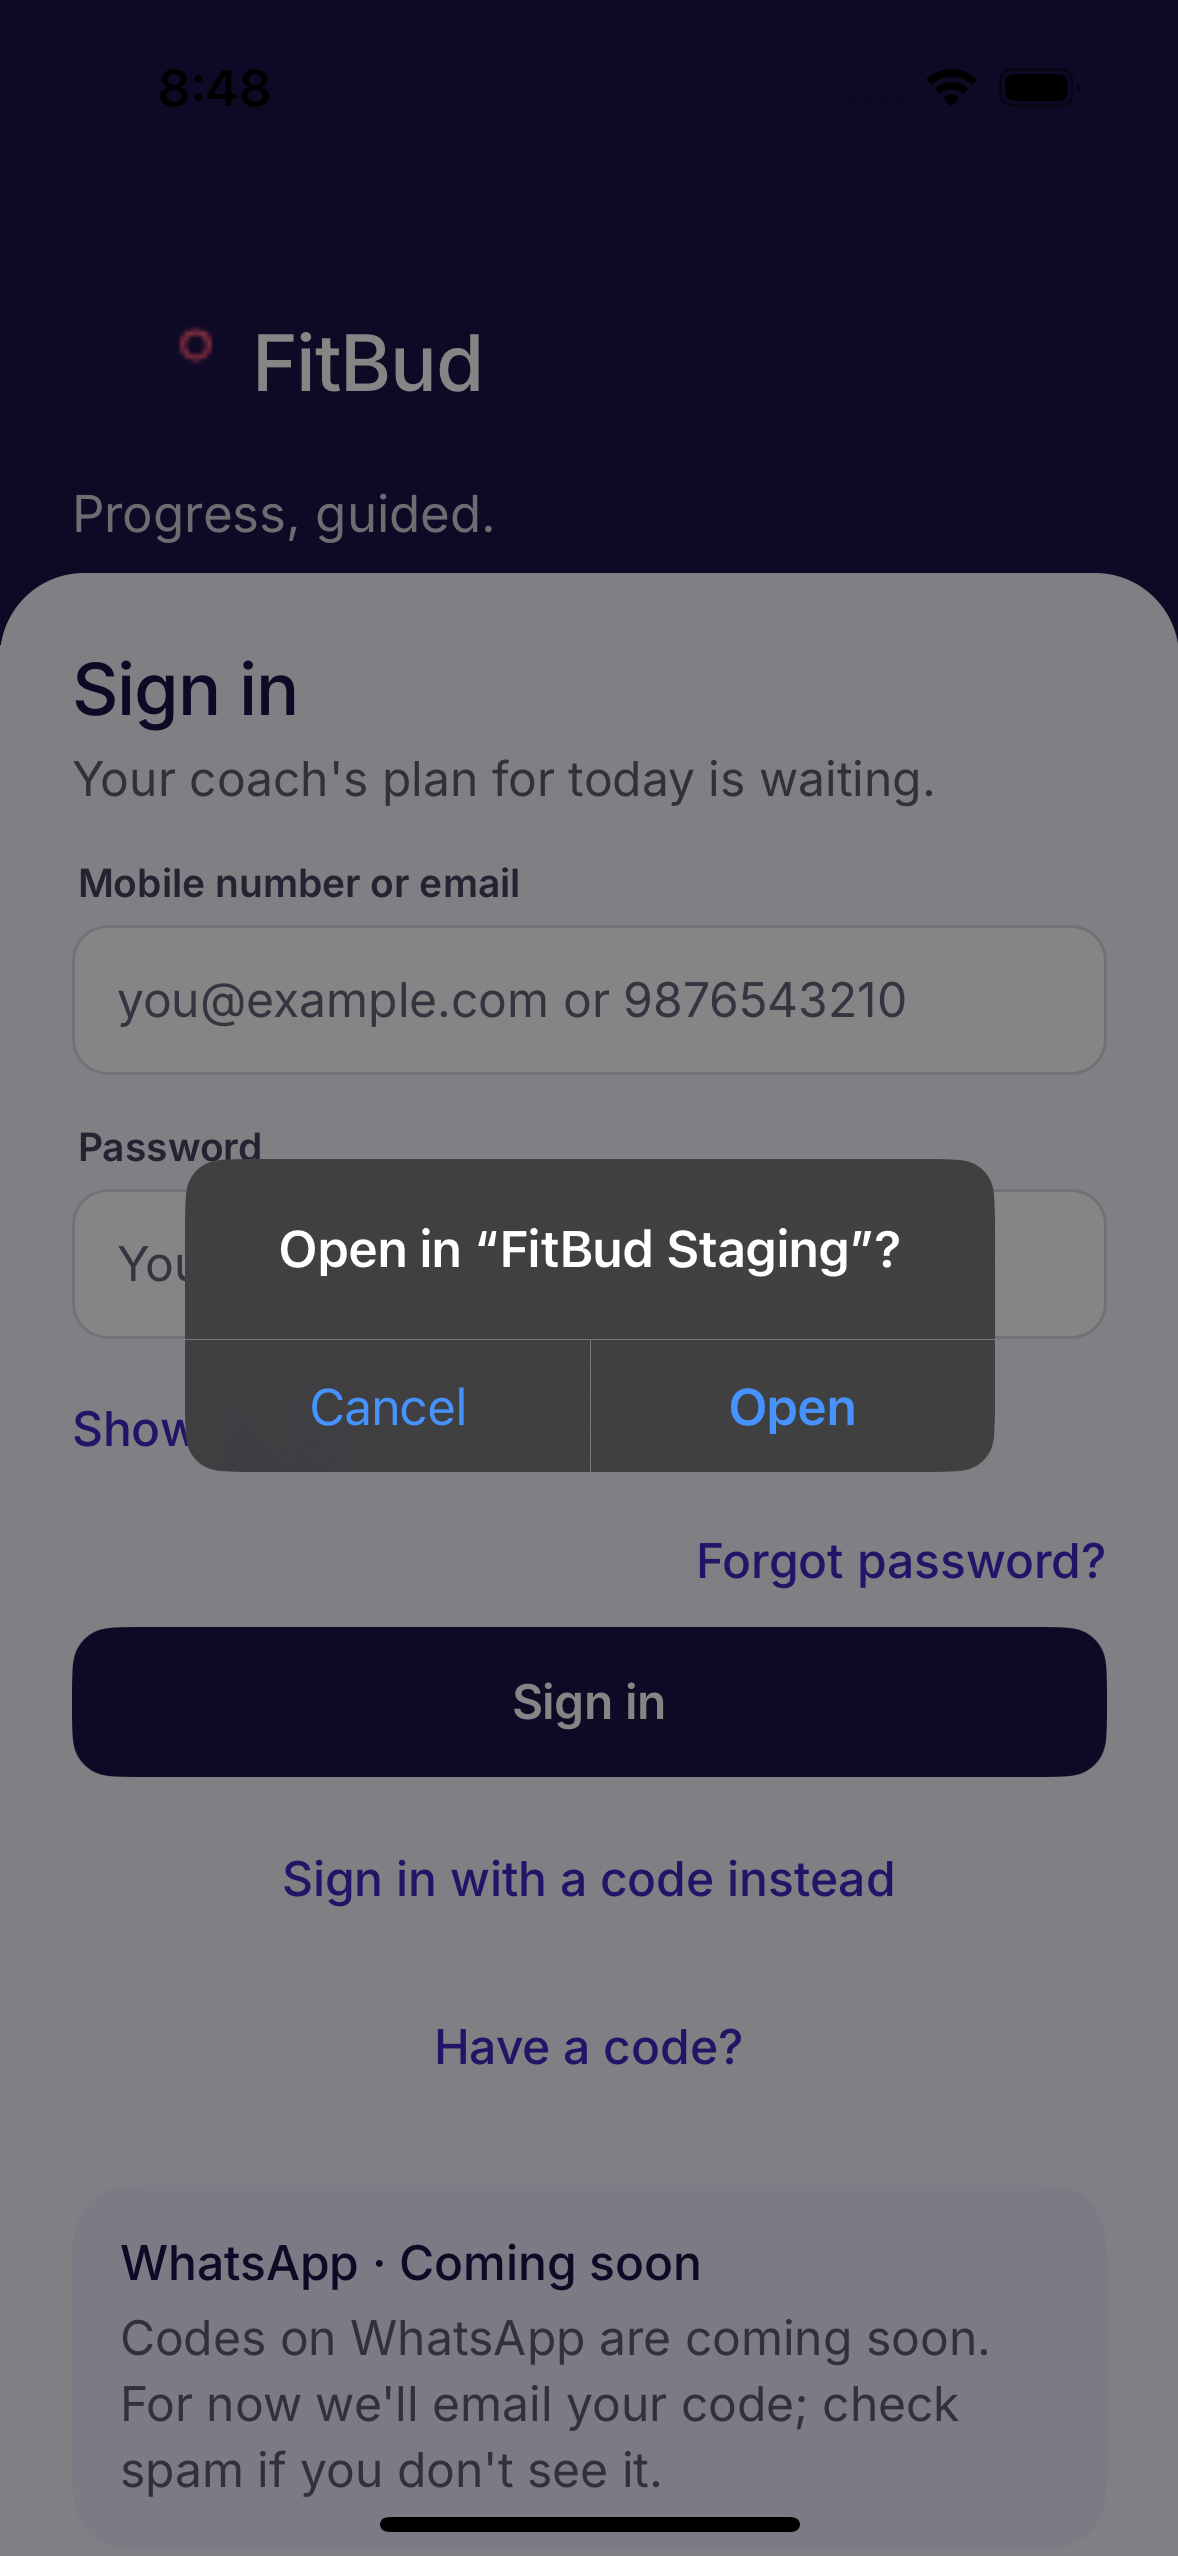 8:48
FitBud
Progress, guided.
Sign in
Your coach's plan for today is waiting.
Mobile number or email
you@example.com or 9876543210
Password
You
Open in “FitBud Staging”?
Cancel
Open
Show
Forgot password?
Sign in
Sign in with a code instead
Have a code?
WhatsApp · Coming soon
Codes on WhatsApp are coming soon.
For now we'll email your code; check
spam if you don't see it.